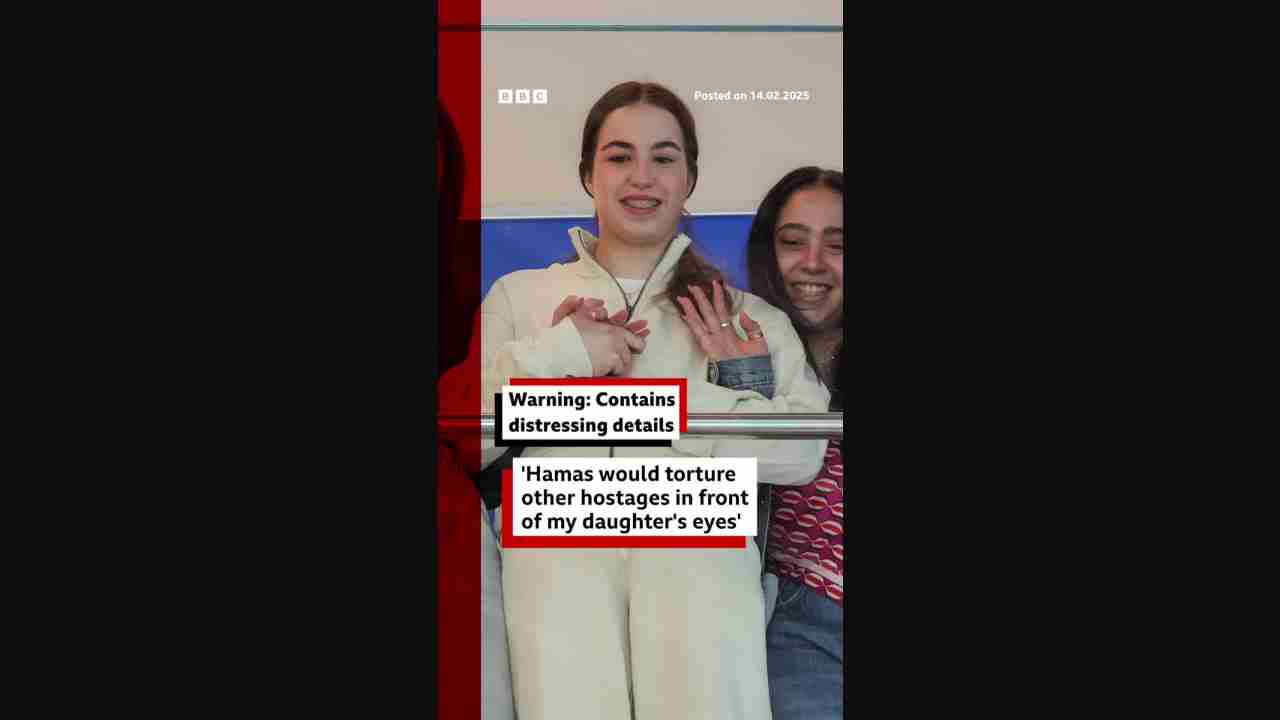 BBC
Posted on 14.02.2025
Warning: Contains
distressing details
'Hamas would torture
other hostages in front
of my daughter's eyes'